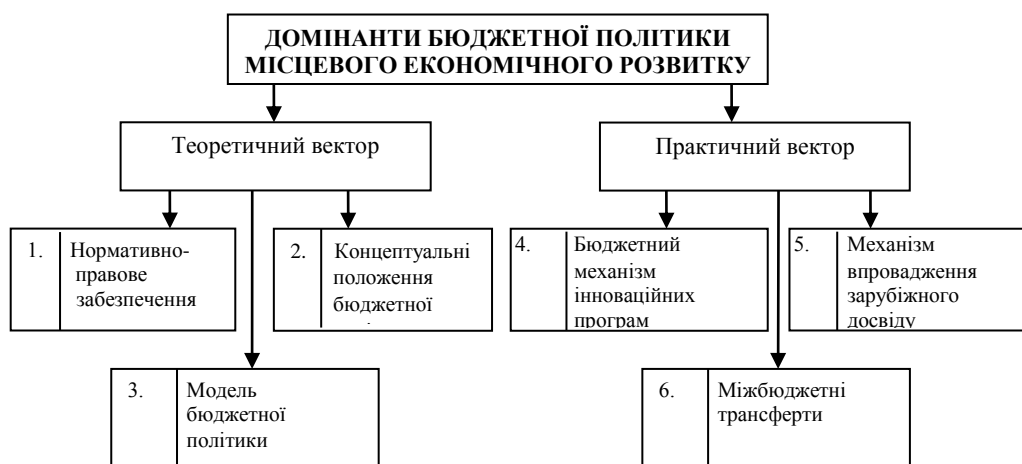 ДОМІНАНТИ БЮДЖЕТНОЇ ПОЛІТИКИ
МІСЦЕВОГО ЕКОНОМІЧНОГО РОЗВИТКУ
Теоретичний вектор
Практичний вектор
1. Нормативно-
правове
забезпечення
2. Концептуальні
положення
бюджетної
4. Бюджетний
механізм
інноваційних
програм
5. Механізм
впровадження
зарубіжного
досвіду
3. Модель
бюджетної
політики
6. Міжбюджетні
трансферти